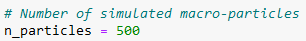 # Number of simulated macro-particles
n_particles = 500